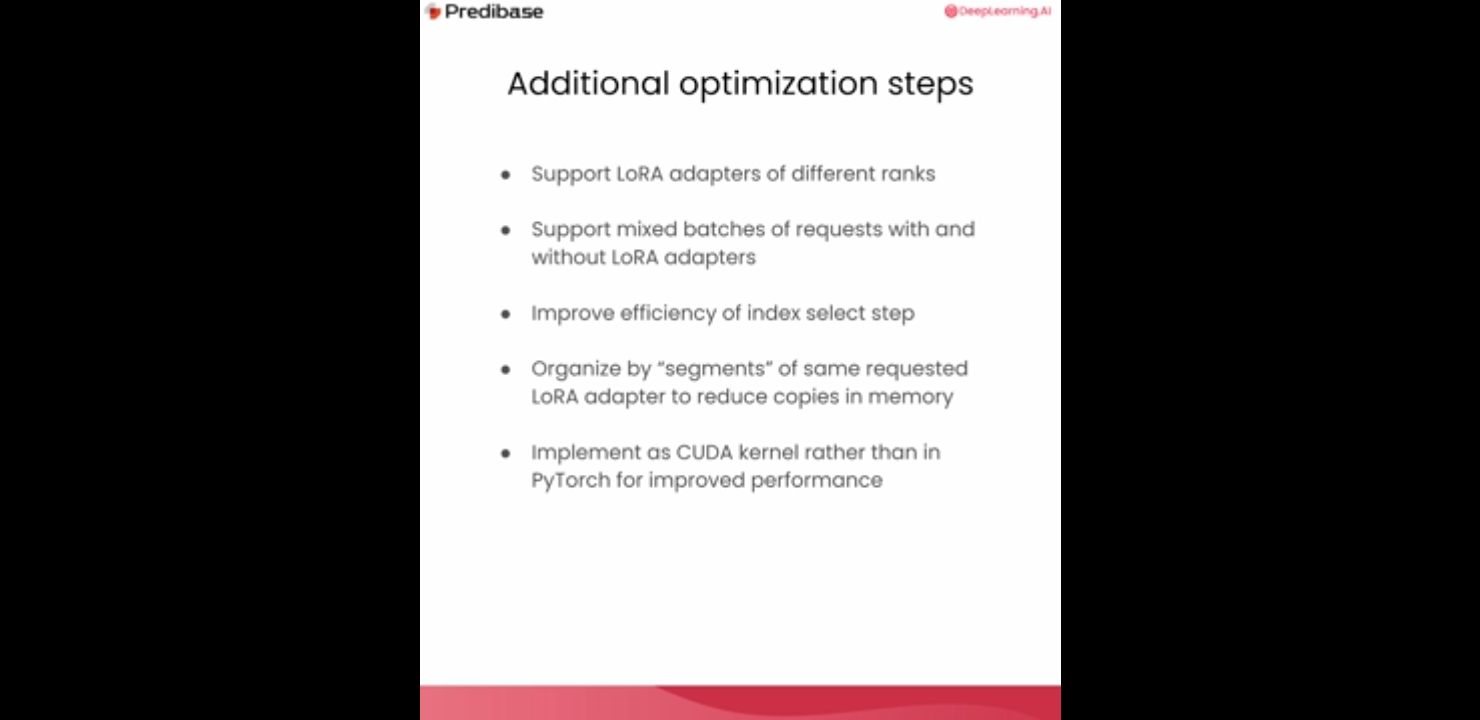 Predibase
DeepLearning.AI
Additional optimization steps
● Support LoRA adapters of different ranks
● Support mixed batches of requests with and
without LoRA adapters
● Improve efficiency of index select step
● Organize by “segments” of same requested
LoRA adapter to reduce copies in memory
● Implement as CUDA kernel rather than in
PyTorch for improved performance